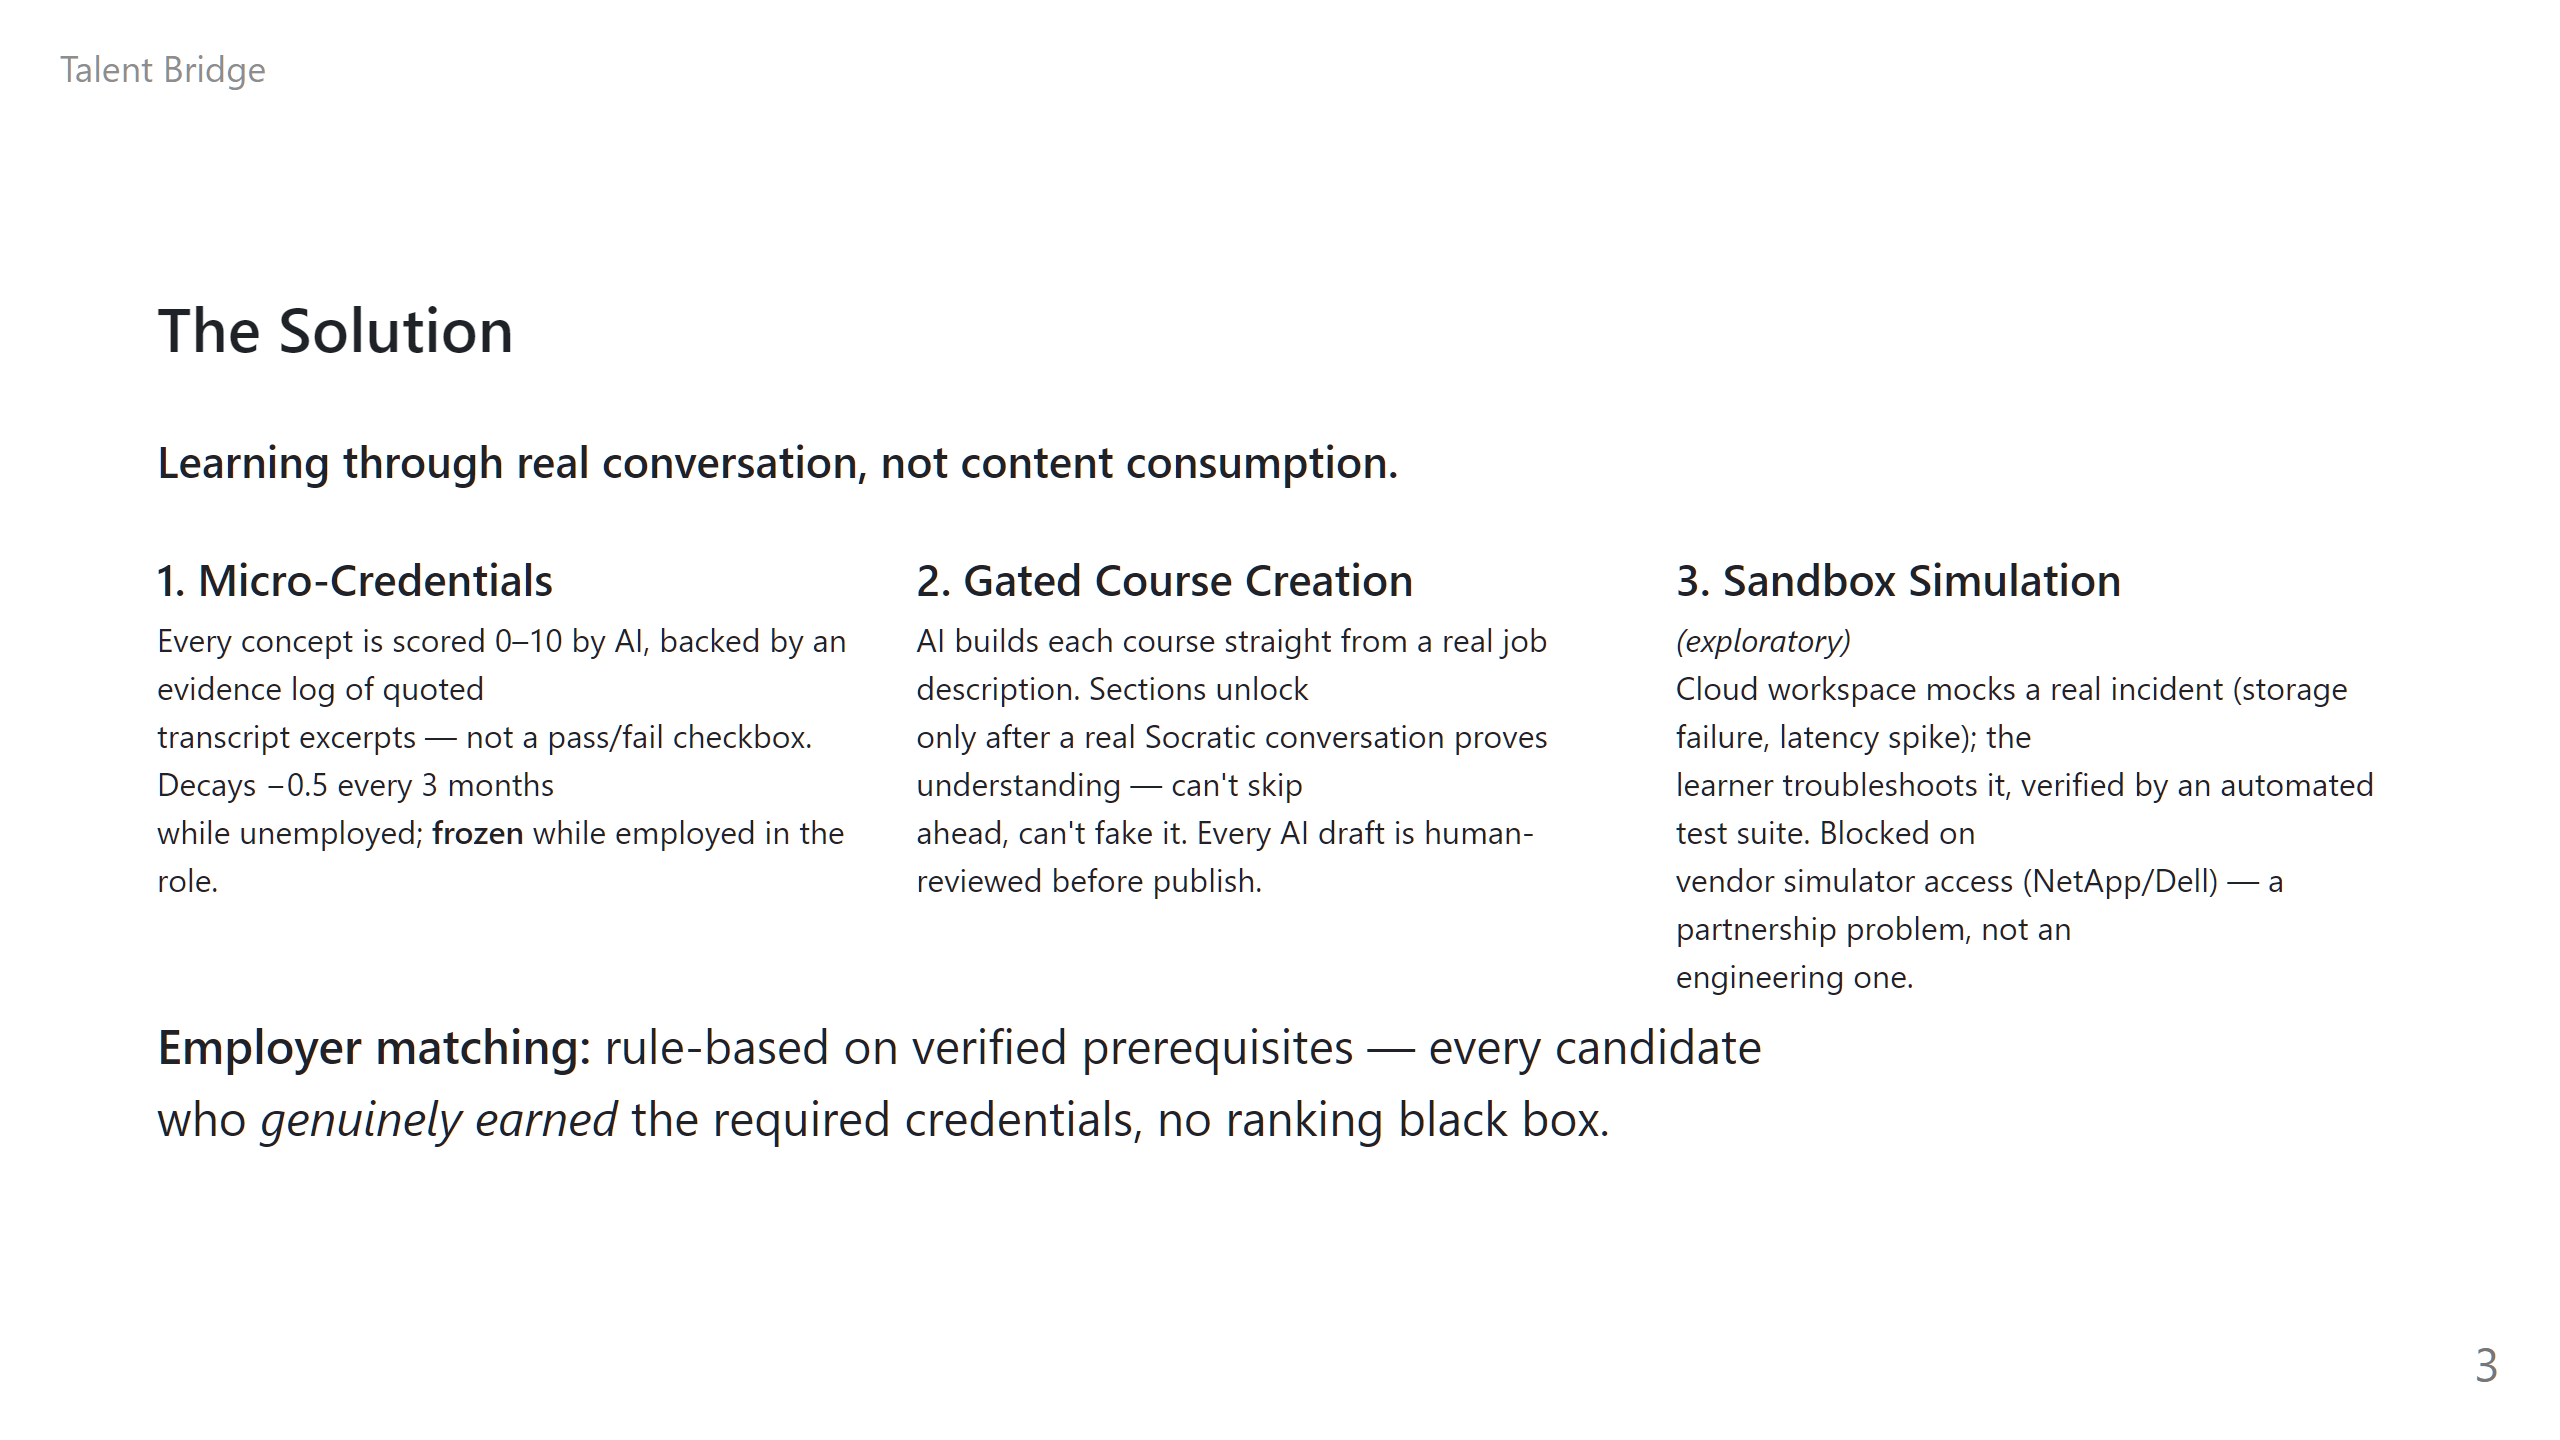 Talent Bridge
The Solution
Learning through real conversation, not content consumption.
1. Micro-Credentials
Every concept is scored 0–10 by AI, backed by an
evidence log of quoted
transcript excerpts — not a pass/fail checkbox.
Decays −0.5 every 3 months
while unemployed; frozen while employed in the
role.
2. Gated Course Creation
AI builds each course straight from a real job
description. Sections unlock
only after a real Socratic conversation proves
understanding — can't skip
ahead, can't fake it. Every AI draft is human-
reviewed before publish.
3. Sandbox Simulation
(exploratory)
Cloud workspace mocks a real incident (storage
failure, latency spike); the
learner troubleshoots it, verified by an automated
test suite. Blocked on
vendor simulator access (NetApp/Dell) — a
partnership problem, not an
engineering one.
Employer matching: rule-based on verified prerequisites — every candidate
who genuinely earned the required credentials, no ranking black box.
3